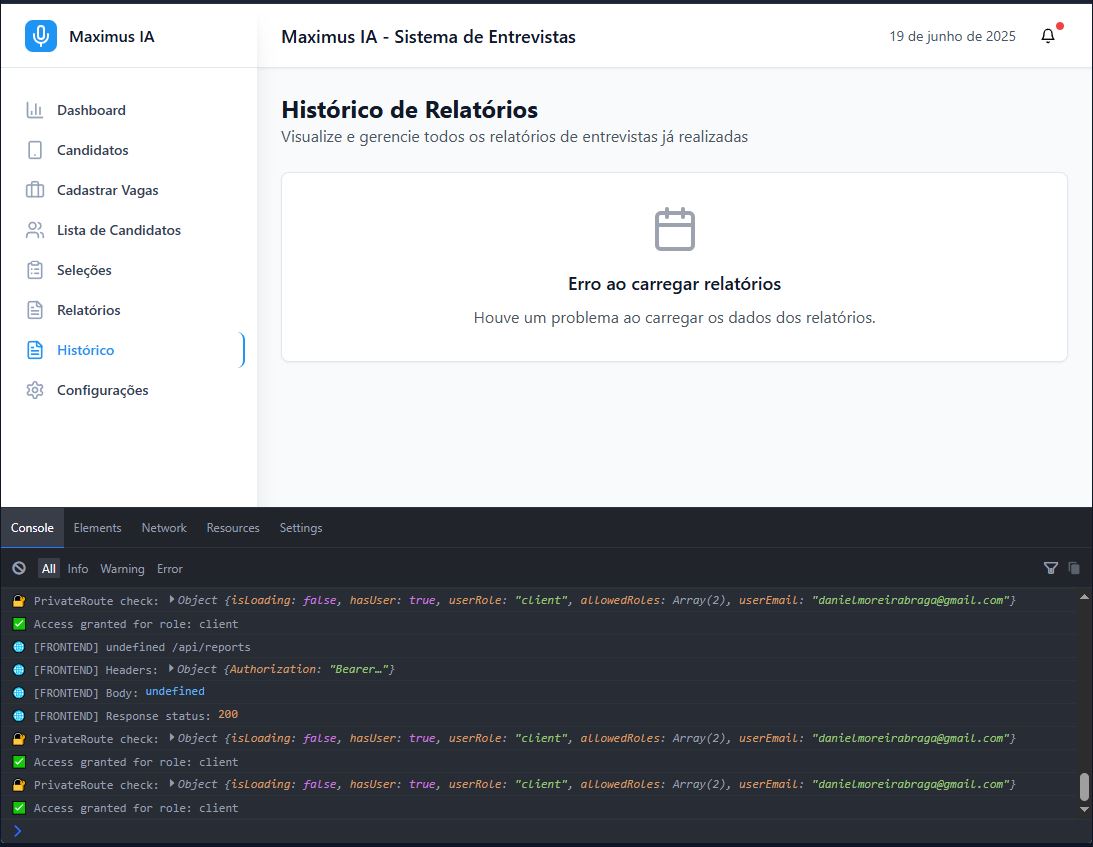 Maximus IA
Maximus IA - Sistema de Entrevistas
19 de junho de 2025
Dashboard
Candidatos
Cadastrar Vagas
Lista de Candidatos
Seleções
Relatórios
Histórico
Configurações
Histórico de Relatórios
Visualize e gerencie todos os relatórios de entrevistas já realizadas
Erro ao carregar relatórios
Houve um problema ao carregar os dados dos relatórios.
Console Elements Network Resources Settings
All Info Warning Error
PrivateRoute check: Object {isLoading: false, hasUser: true, userRole: "client", allowedRoles: Array(2), userEmail: "danielmoreirabraga@gmail.com"}
Access granted for role: client
[FRONTEND] undefined /api/reports
[FRONTEND] Headers: Object {Authorization: "Bearer…"}
[FRONTEND] Body: undefined
[FRONTEND] Response status: 200
PrivateRoute check: Object {isLoading: false, hasUser: true, userRole: "client", allowedRoles: Array(2), userEmail: "danielmoreirabraga@gmail.com"}
Access granted for role: client
PrivateRoute check: Object {isLoading: false, hasUser: true, userRole: "client", allowedRoles: Array(2), userEmail: "danielmoreirabraga@gmail.com"}
Access granted for role: client